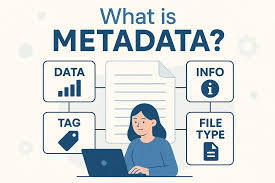 What is
METADATA?
DATA
INFO
TAG
FILE
TYPE